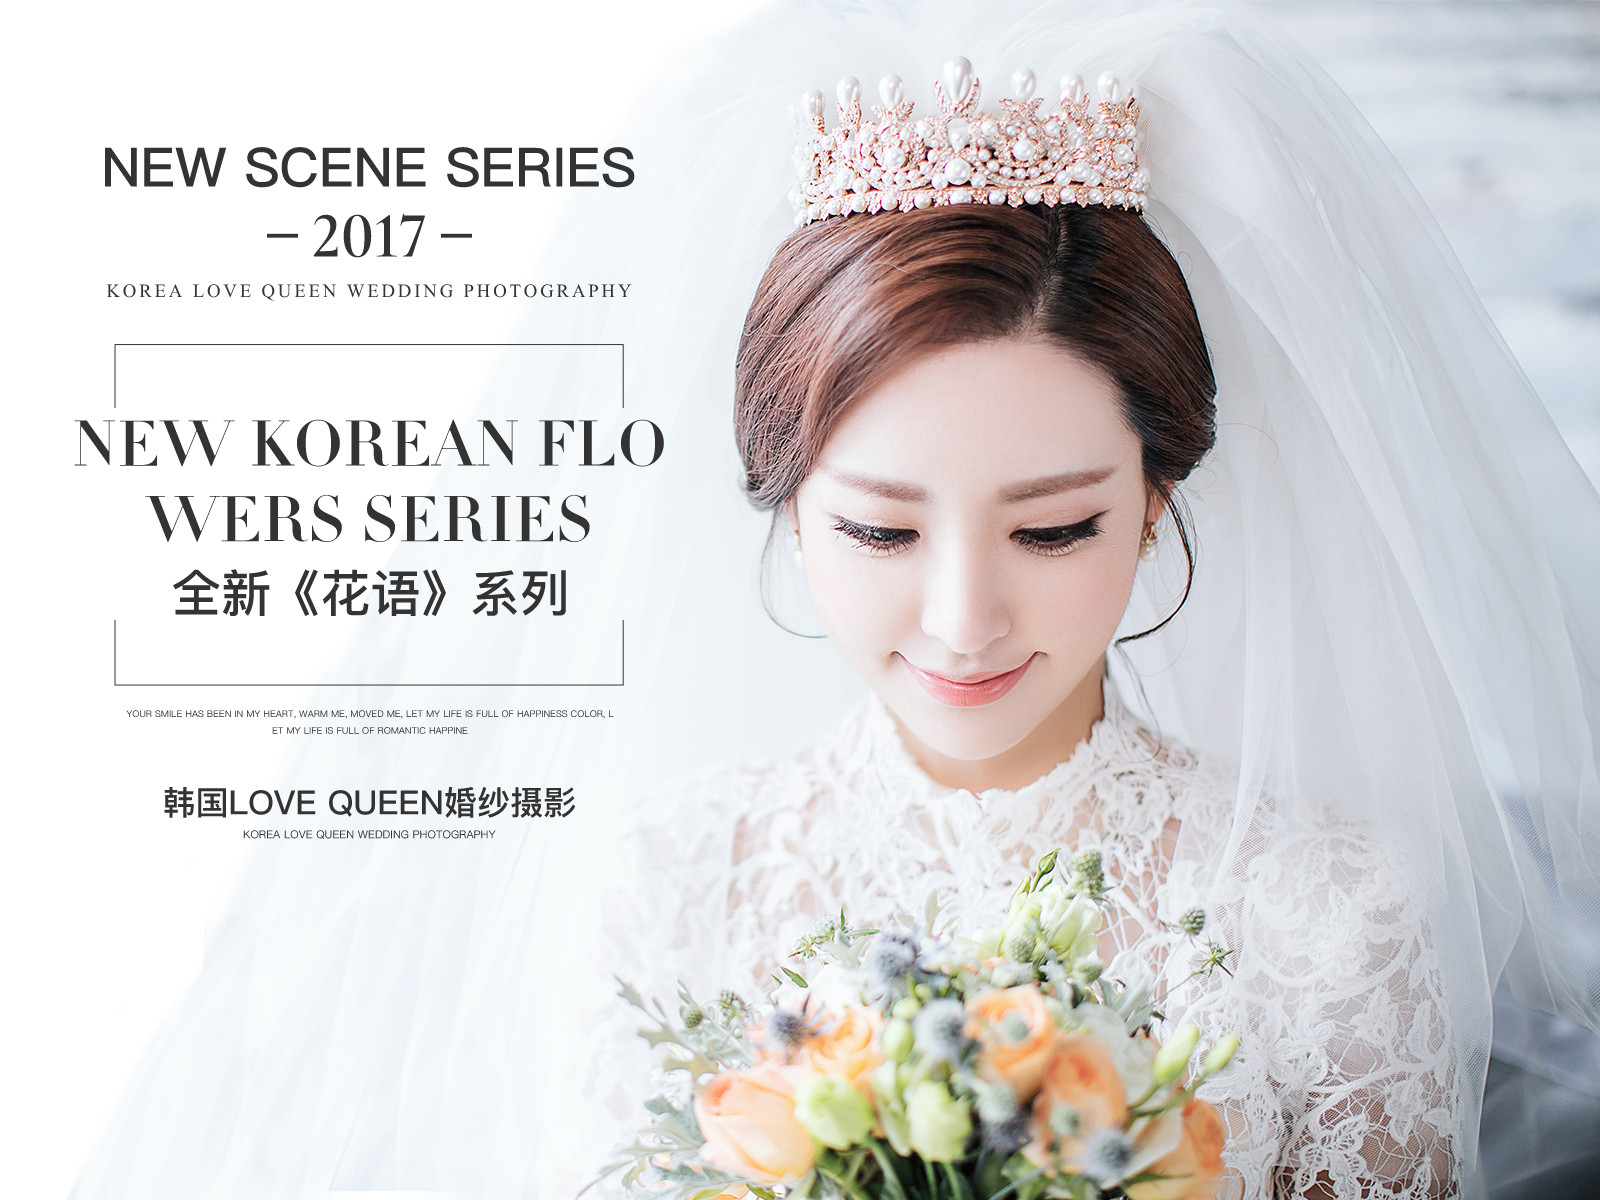 NEW SCENE SERIES
–2017–
KOREA LOVE QUEEN WEDDING PHOTOGRAPHY
NEW KOREAN FLO
WERS SERIES
全新《花语》系列
YOUR SMILE HAS BEEN IN MY HEART, WARM ME, MOVED ME, LET MY LIFE IS FULL OF HAPPINESS COLOR, L
ET MY LIFE IS FULL OF ROMANTIC HAPPINE
韩国LOVE QUEEN婚纱摄影
KOREA LOVE QUEEN WEDDING PHOTOGRAPHY